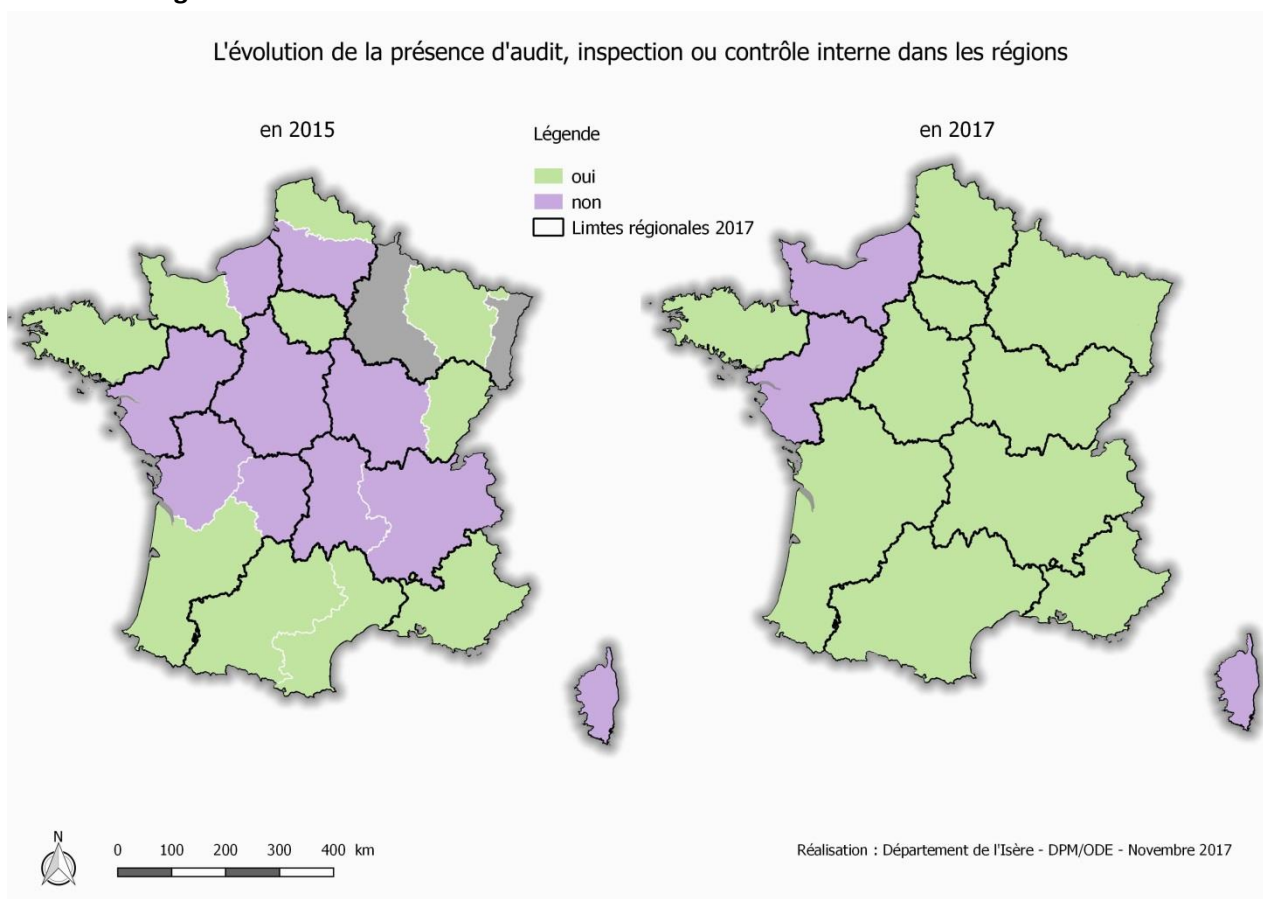 L'évolution de la présence d'audit, inspection ou contrôle interne dans les régions
en 2015
Légende
en 2017
oui
non
Limtes régionales 2017
N
0 100 200 300 400 km
Réalisation : Département de l'Isère - DPM/ODE - Novembre 2017